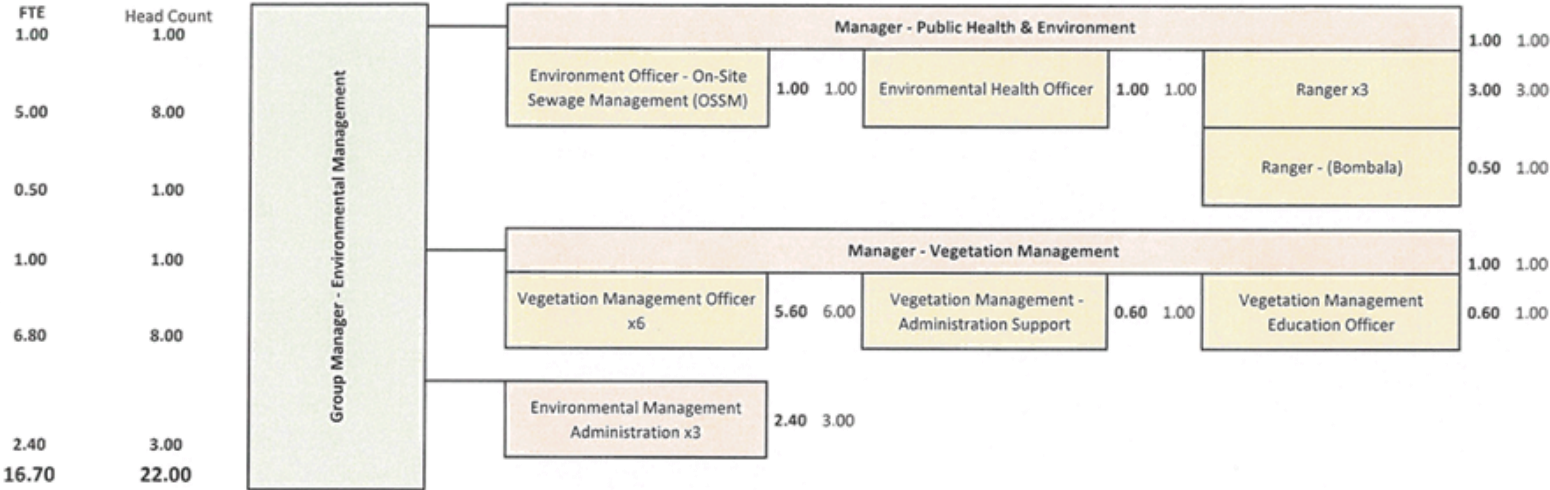 FTE
Head Count
1.00 1.00
5.00 8.00
0.50 1.00
1.00 1.00
6.80 8.00
2.40 3.00
16.70 22.00
Group Manager - Environmental Management
Manager - Public Health & Environment
1.00 1.00
Environment Officer - On-Site
Sewage Management (OSSM)
1.00 1.00
Environmental Health Officer
1.00 1.00
Ranger x3
3.00 3.00
Ranger - (Bombala)
0.50 1.00
Manager - Vegetation Management
1.00 1.00
Vegetation Management Officer
x6
5.60 6.00
Vegetation Management -
Administration Support
0.60 1.00
Vegetation Management
Education Officer
0.60 1.00
Environmental Management
Administration x3
2.40 3.00